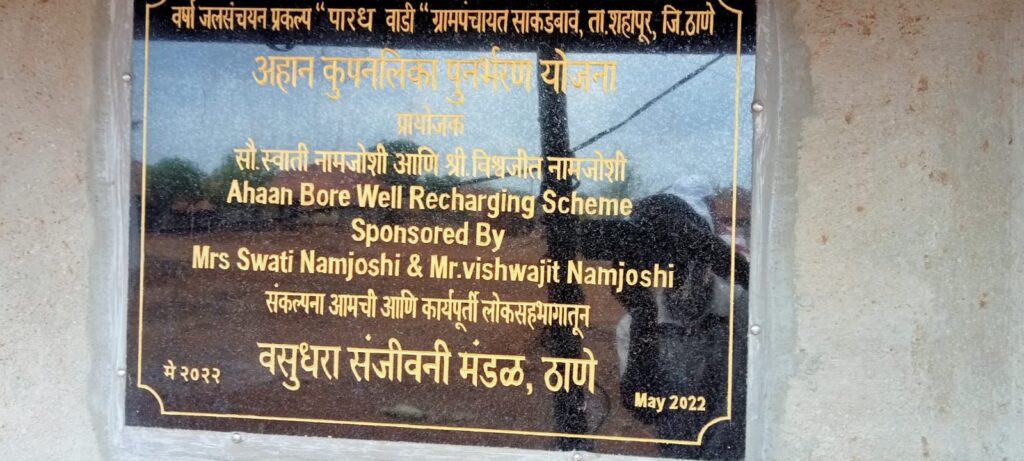 वर्षा जलसंचयन प्रकल्प "पारध वाडी" ग्रामपंचायत साकडबाव, ता.शहापूर, जि.ठाणे
अहान कुपनलिका पुनर्भरण योजना
प्रायोजक
सौ.स्वाती नामजोशी आणि श्री.विश्वजीत नामजोशी
Ahaan Bore Well Recharging Scheme
Sponsored By
Mrs Swati Namjoshi & Mr.vishwajit Namjoshi
संकल्पना आमची आणि कार्यपूर्ती लोकसहभागातून
वसुधरा संजीवनी मंडळ, ठाणे
मे २०२२
May 2022